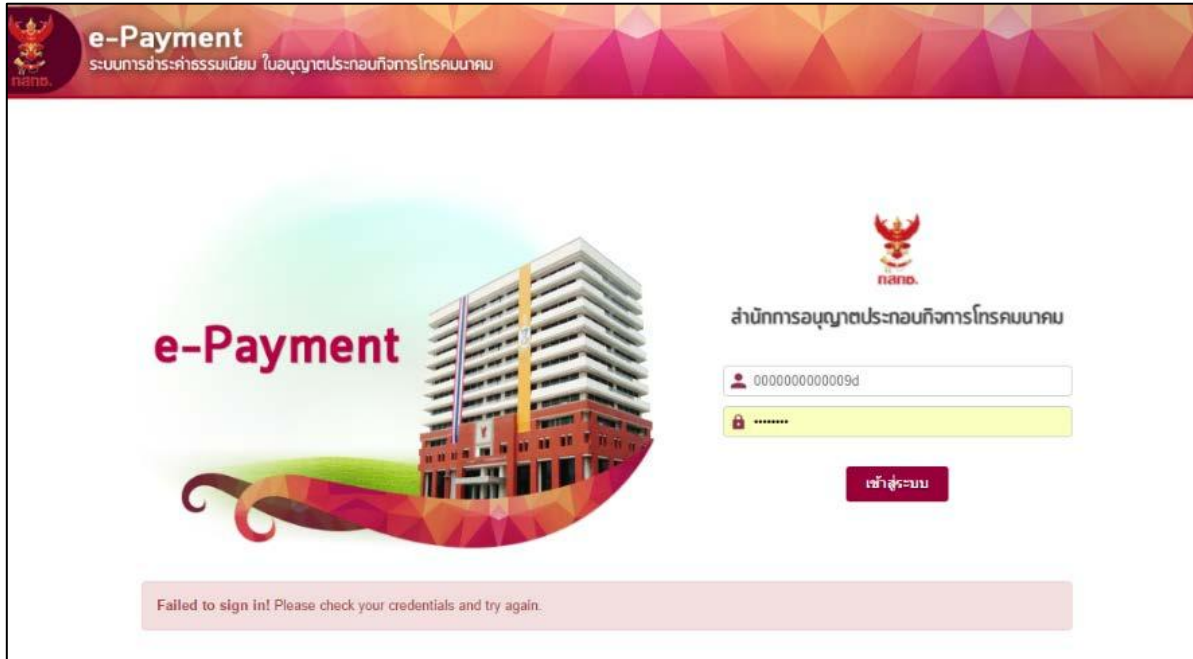 e-Payment
ระบบการชำระค่าธรรมเนียม ใบอนุญาตประกอบกิจการโทรคมนาคม
กสทช.
กสทช.
สำนักการอนุญาตประกอบกิจการโทรคมนาคม
e-Payment
0000000000009d
••••••••
เข้าสู่ระบบ
Failed to sign in! Please check your credentials and try again.